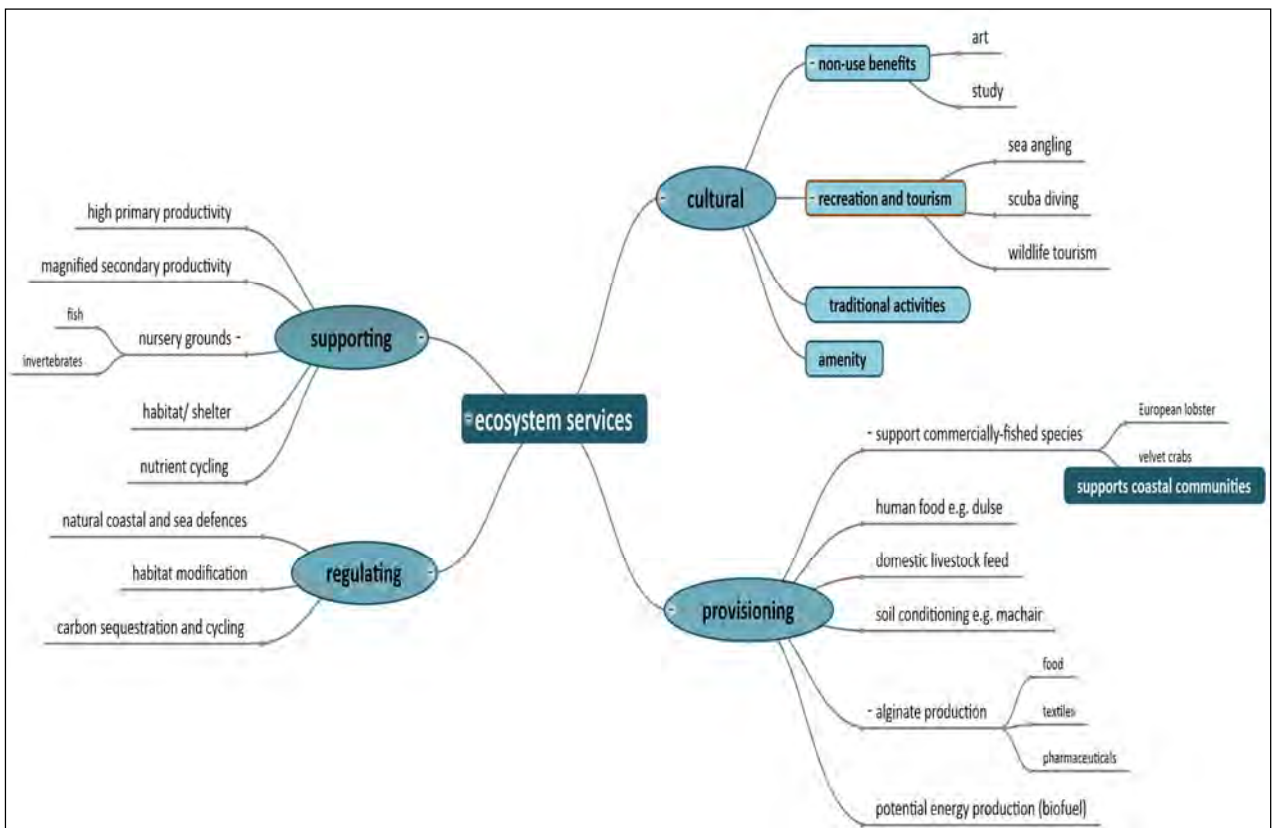 ecosystem services
cultural
non-use benefits
art
study
recreation and tourism
sea angling
scuba diving
wildlife tourism
traditional activities
amenity
supporting
high primary productivity
magnified secondary productivity
nursery grounds -
fish
invertebrates
habitat/ shelter
nutrient cycling
regulating
natural coastal and sea defences
habitat modification
carbon sequestration and cycling
provisioning
- support commercially-fished species
European lobster
velvet crabs
supports coastal communities
human food e.g. dulse
domestic livestock feed
soil conditioning e.g. machair
- alginate production
food
textiles
pharmaceuticals
potential energy production (biofuel)